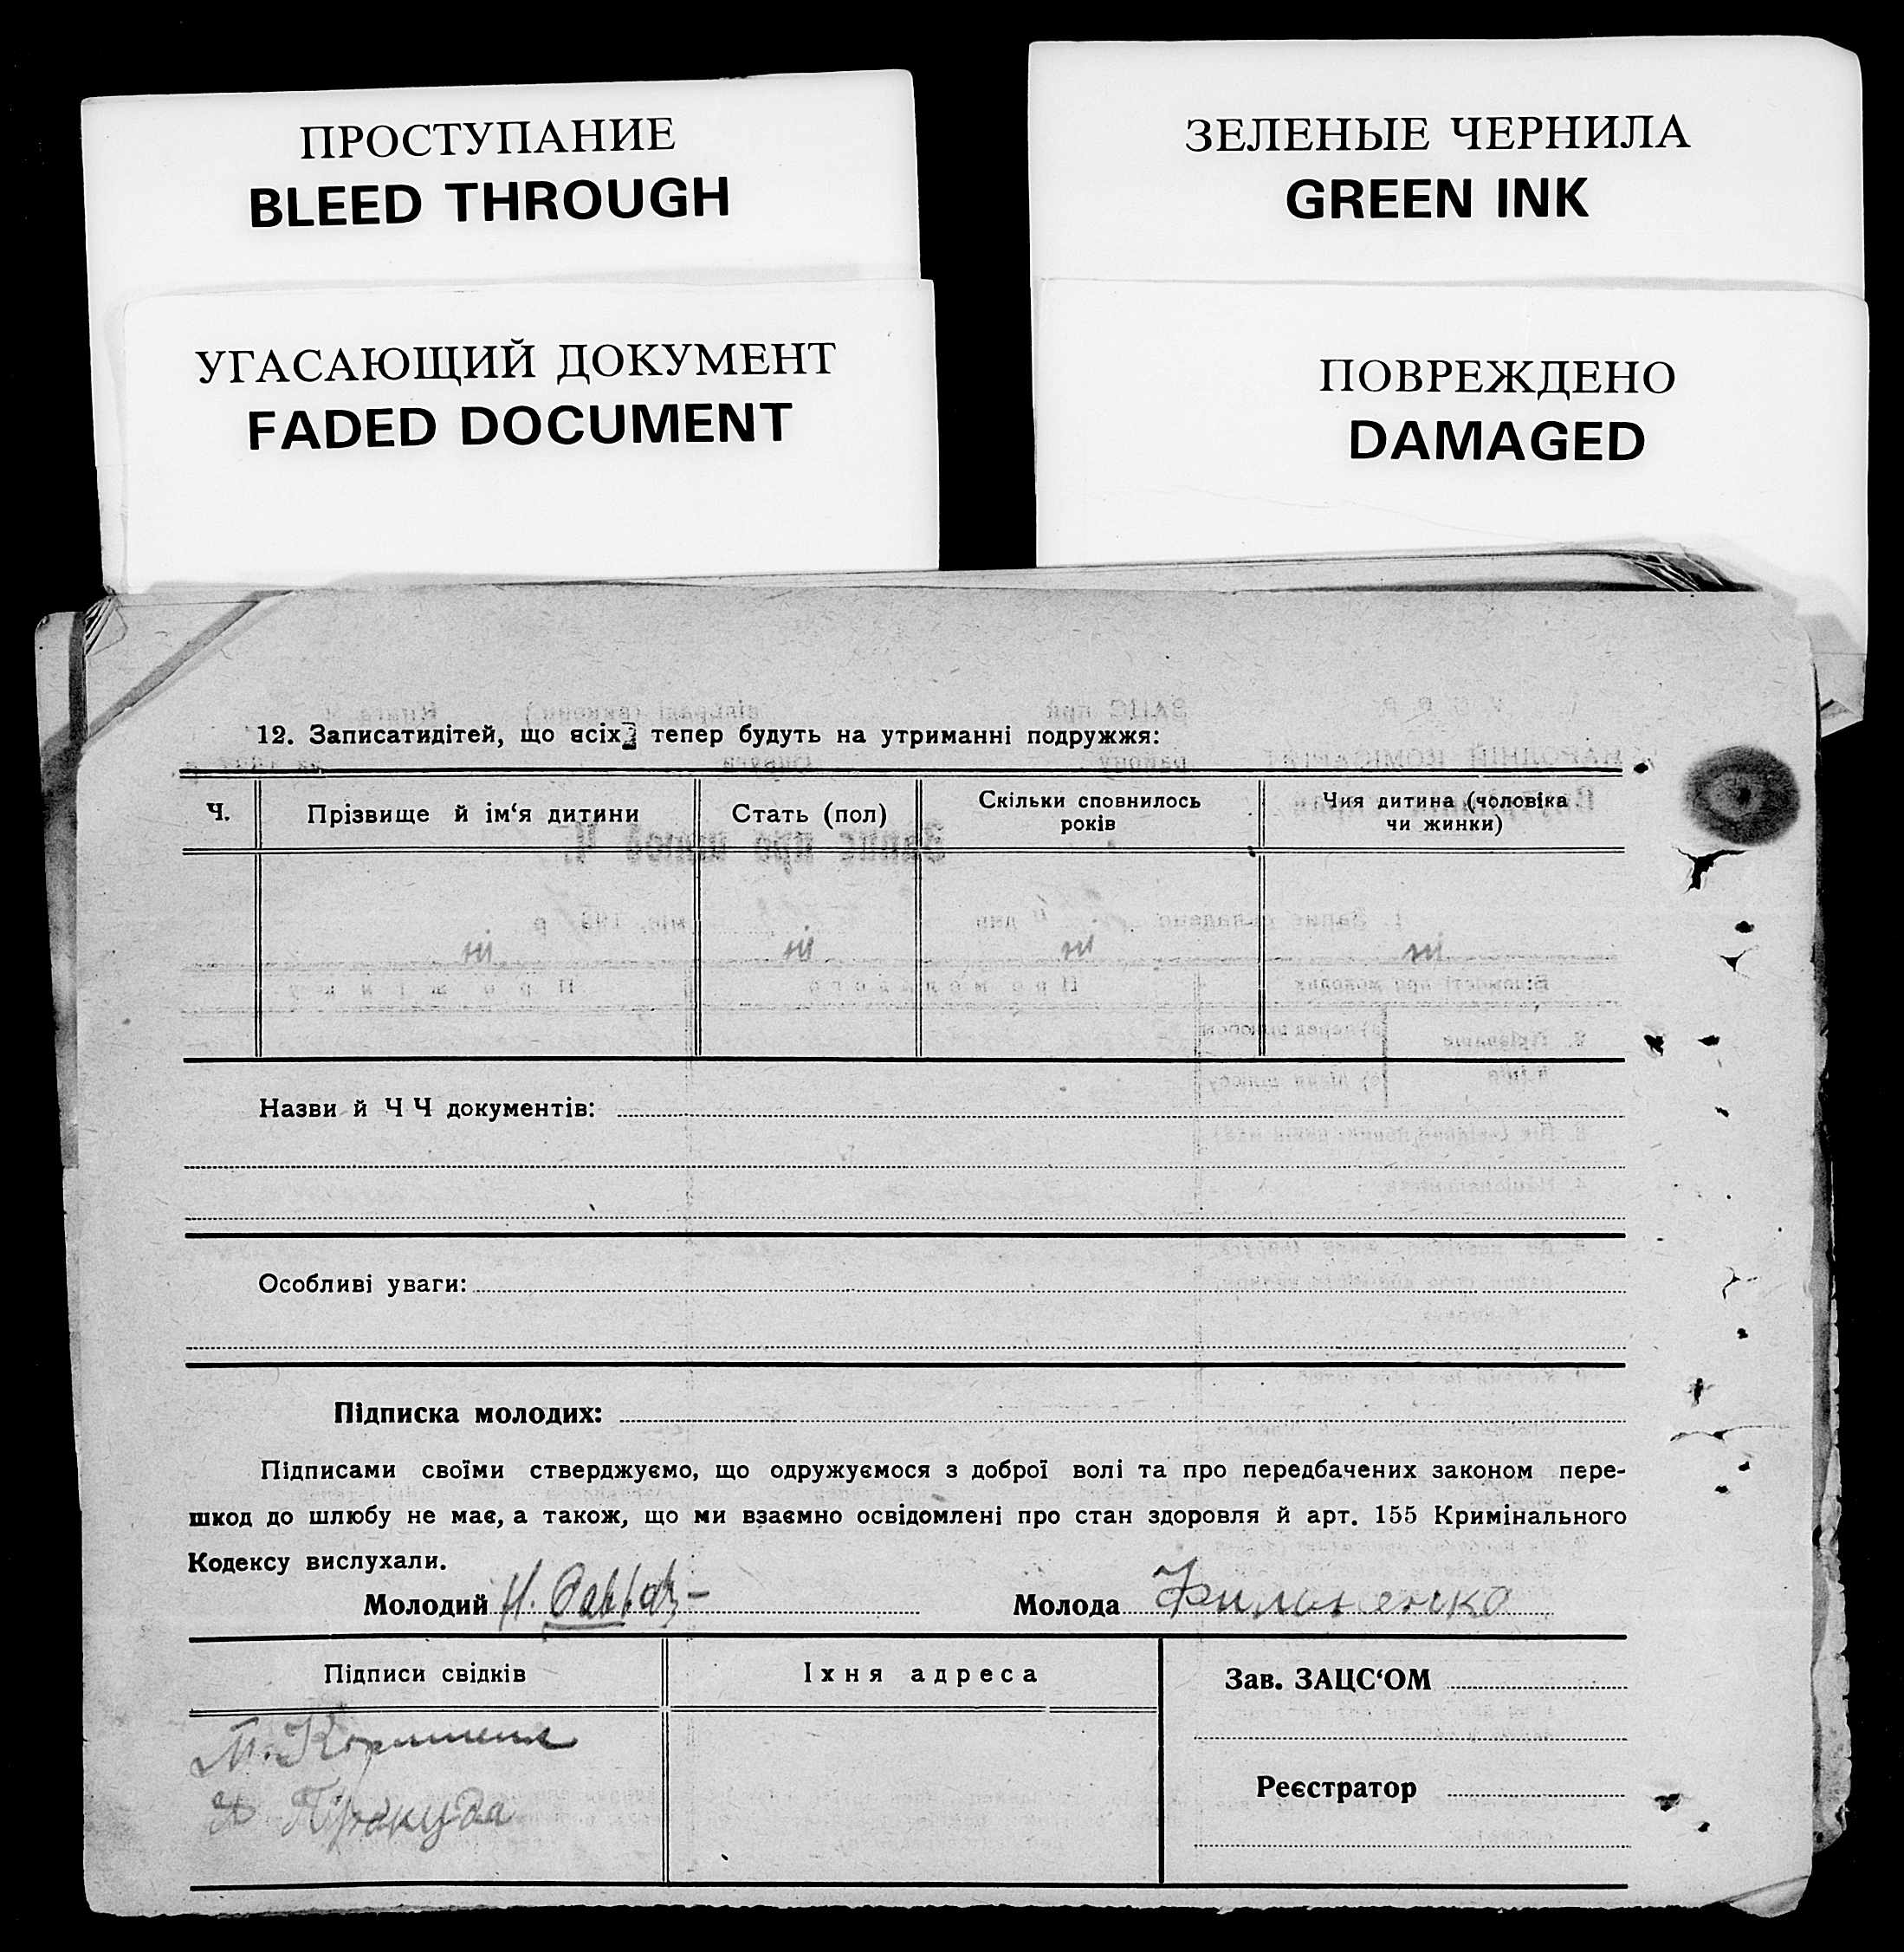 ПРОСТУПАНИЕ
BLEED THROUGH
ЗЕЛЕНЫЕ ЧЕРНИЛА
GREEN INK
УГАСАЮЩИЙ ДОКУМЕНТ
FADED DOCUMENT
ПОВРЕЖДЕНО
DAMAGED
12. Записатидітей, що всіх тепер будуть на утриманні подружжя:
Ч.
Прізвище й ім‘я дитини
Стать (пол)
Скільки сповнилось
років
Чия дитина (чоловіка
чи жинки)
ні ні ні ні
Назви й ЧЧ документів:
Особливі уваги:
Підписка молодих:
Підписами своїми стверджуємо, що одружуємося з доброї волі та про передбачених законом пере-
шкод до шлюбу не має, а також, що ми взаємно освідомлені про стан здоровля й арт. 155 Кримінального
Кодексу вислухали.
Молодий
Молода Филипенко
Підписи свідків
Іхня адреса
Зав. ЗАЦС‘ОМ
Реєстратор